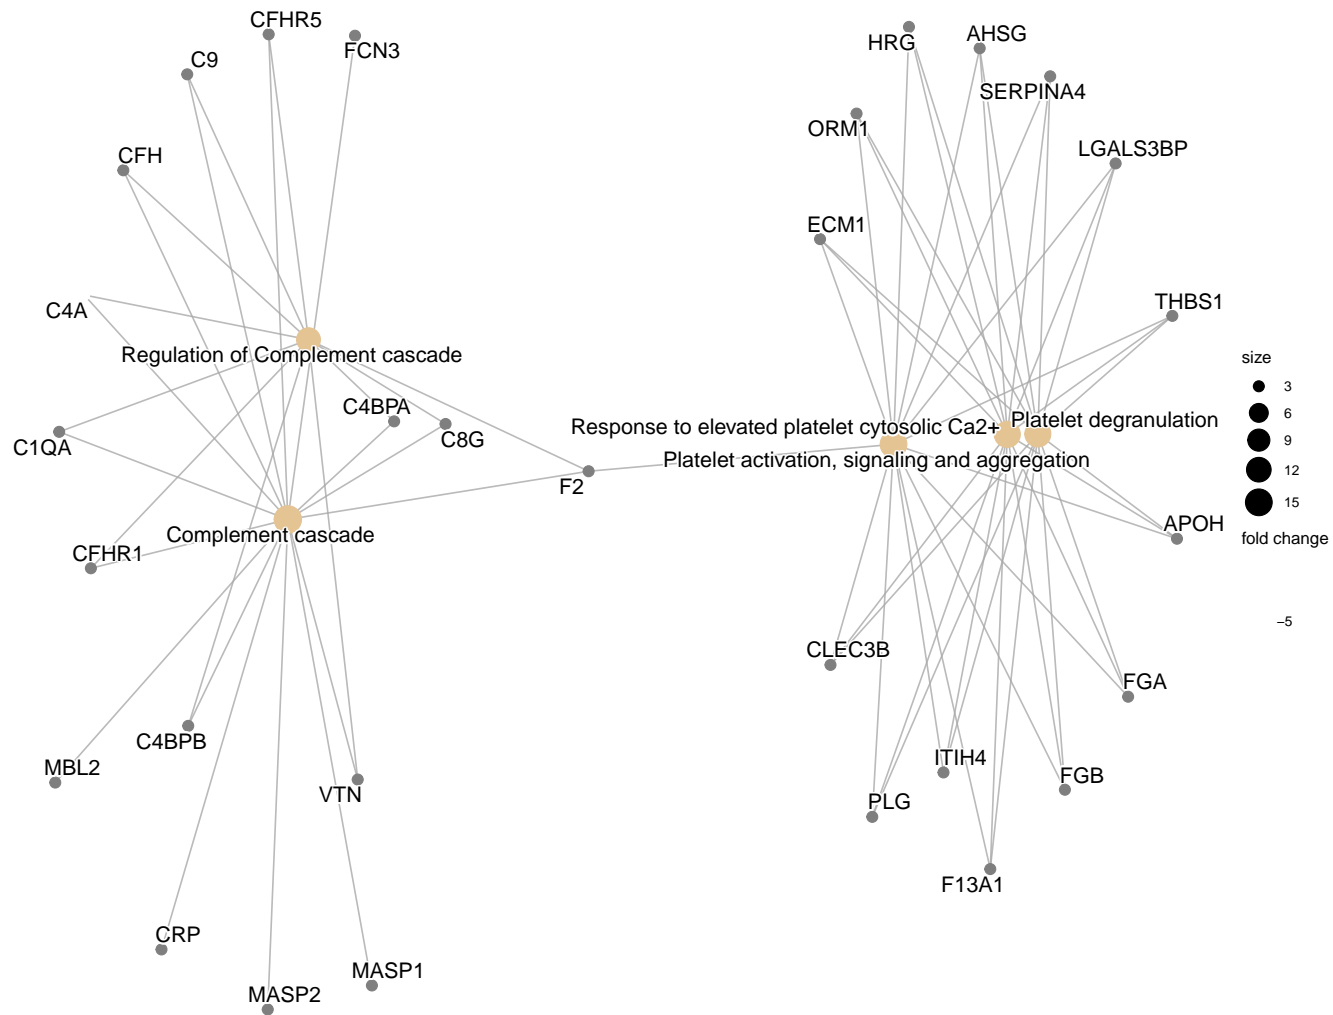 CFHR5
FCN3
HRG
AHSG
C9
SERPINA4
ORM1
LGALS3BP
CFH
ECM1
C4A
THBS1
Regulation of Complement cascade
size
3
C4BPA
6
Response to elevated platelet cytosolic Ca2+
Platelet degranulation
C1QA
C8G
9
Platelet activation, signaling and aggregation
12
F2
15
Complement cascade
APOH
fold change
CFHR1
−5
CLEC3B
FGA
C4BPB
MBL2
ITIH4
FGB
VTN
PLG
F13A1
CRP
MASP1
MASP2